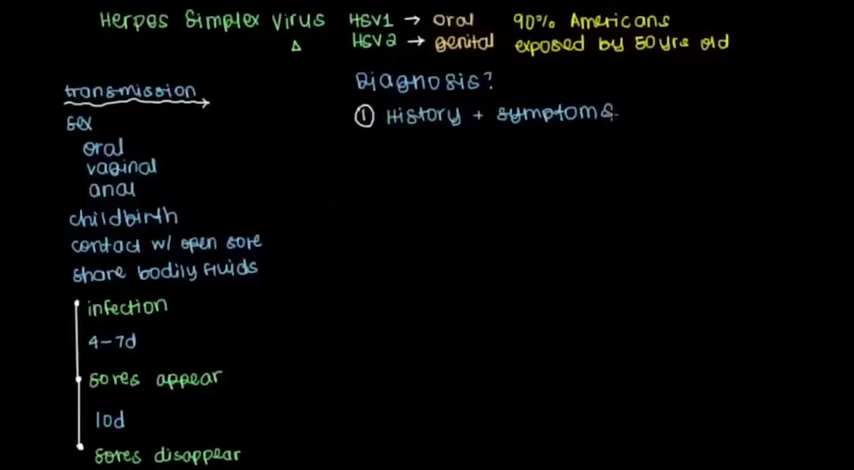 Herpes Simplex Virus
HSV1 → oral
HSV2 → genital
90% Americans
exposed by 50yrs old
transmission
sex
oral
vaginal
anal
childbirth
contact w/ open sore
share bodily fluids
infection
4-7d
sores appear
10d
sores disappear
Diagnosis?
① History + symptoms